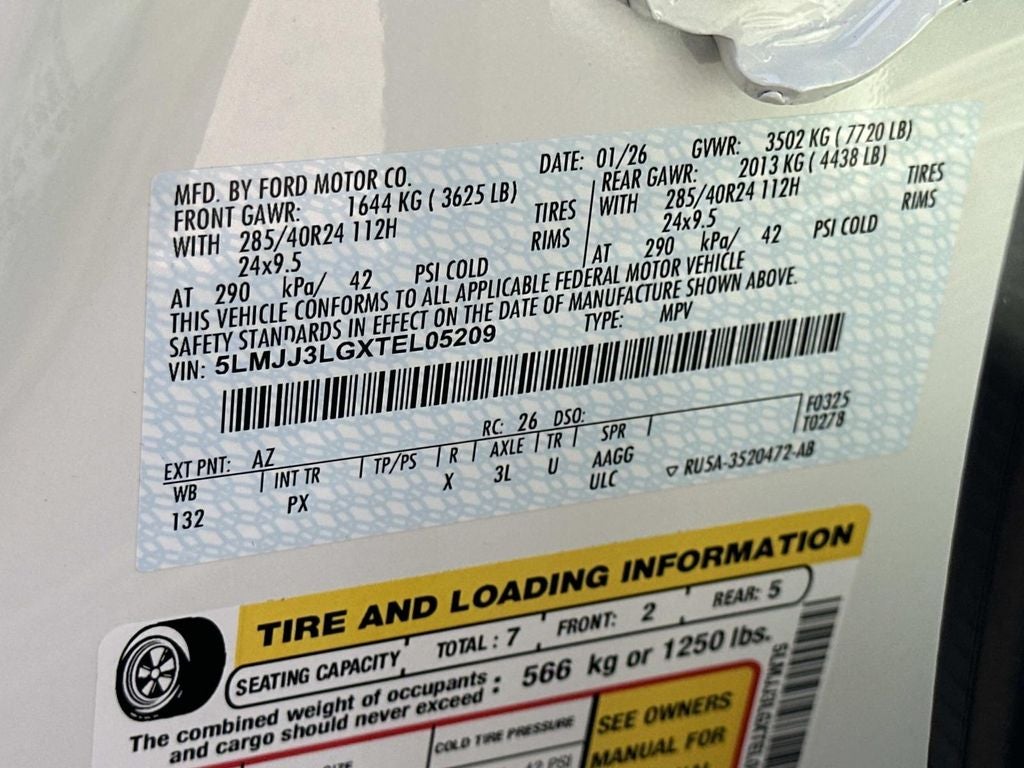 MFD. BY FORD MOTOR CO. DATE: 01/26 GVWR: 3502 KG ( 7720 LB)
FRONT GAWR: 1644 KG ( 3625 LB) REAR GAWR: 2013 KG ( 4438 LB)
WITH 285/40R24 112H TIRES WITH 285/40R24 112H TIRES
24x9.5 RIMS 24x9.5 RIMS
AT 290 kPa/ 42 PSI COLD AT 290 kPa/ 42 PSI COLD
THIS VEHICLE CONFORMS TO ALL APPLICABLE FEDERAL MOTOR VEHICLE
SAFETY STANDARDS IN EFFECT ON THE DATE OF MANUFACTURE SHOWN ABOVE.
VIN: 5LMJJ3LGXTEL05209 TYPE: MPV
EXT PNT: AZ RC: 26 DSO: F0325
T0278
WB INT TR TP/PS R AXLE TR SPR
132 PX X 3L U AAGG
ULC RUSA-3520472-AB
TIRE AND LOADING INFORMATION
SEATING CAPACITY TOTAL : 7 FRONT: 2 REAR: 5
The combined weight of occupants
and cargo should never exceed : 566 kg or 1250 lbs.
COLD TIRE PRESSURE
SEE OWNERS
MANUAL FOR
42 PSI